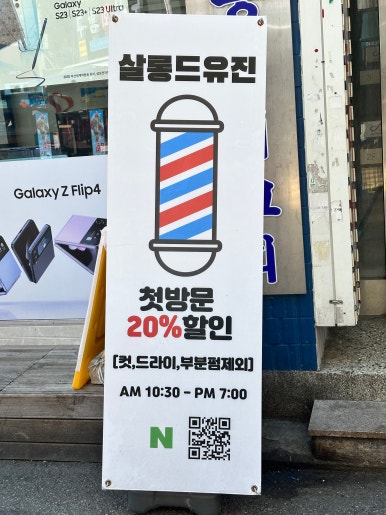 Galaxy
S23 | S23+ | S23 Ultra
살롱드유진
Galaxy Z Flip4
첫방문
20%할인
[컷,드라이,부분펌제외]
AM 10:30 - PM 7:00
N